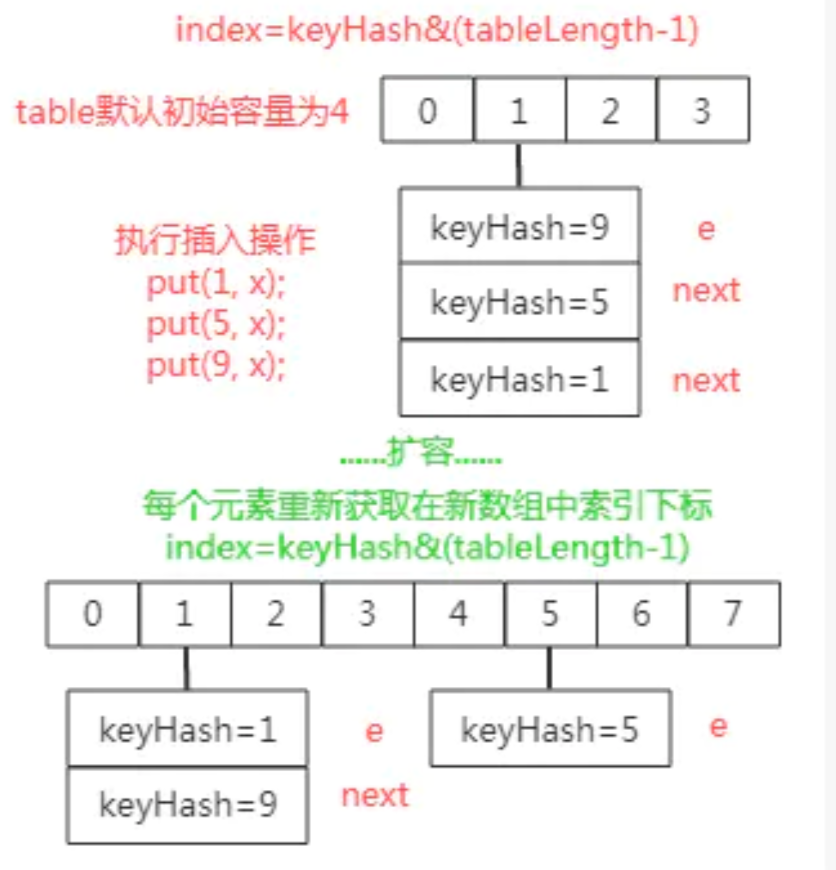 index=keyHash&(tableLength-1)
table默认初始容量为4
0 1 2 3
执行插入操作
put(1, x);
put(5, x);
put(9, x);
keyHash=9 e
keyHash=5 next
keyHash=1 next
......扩容......
每个元素重新获取在新数组中索引下标
index=keyHash&(tableLength-1)
0 1 2 3 4 5 6 7
keyHash=1 e
keyHash=9 next
keyHash=5 e